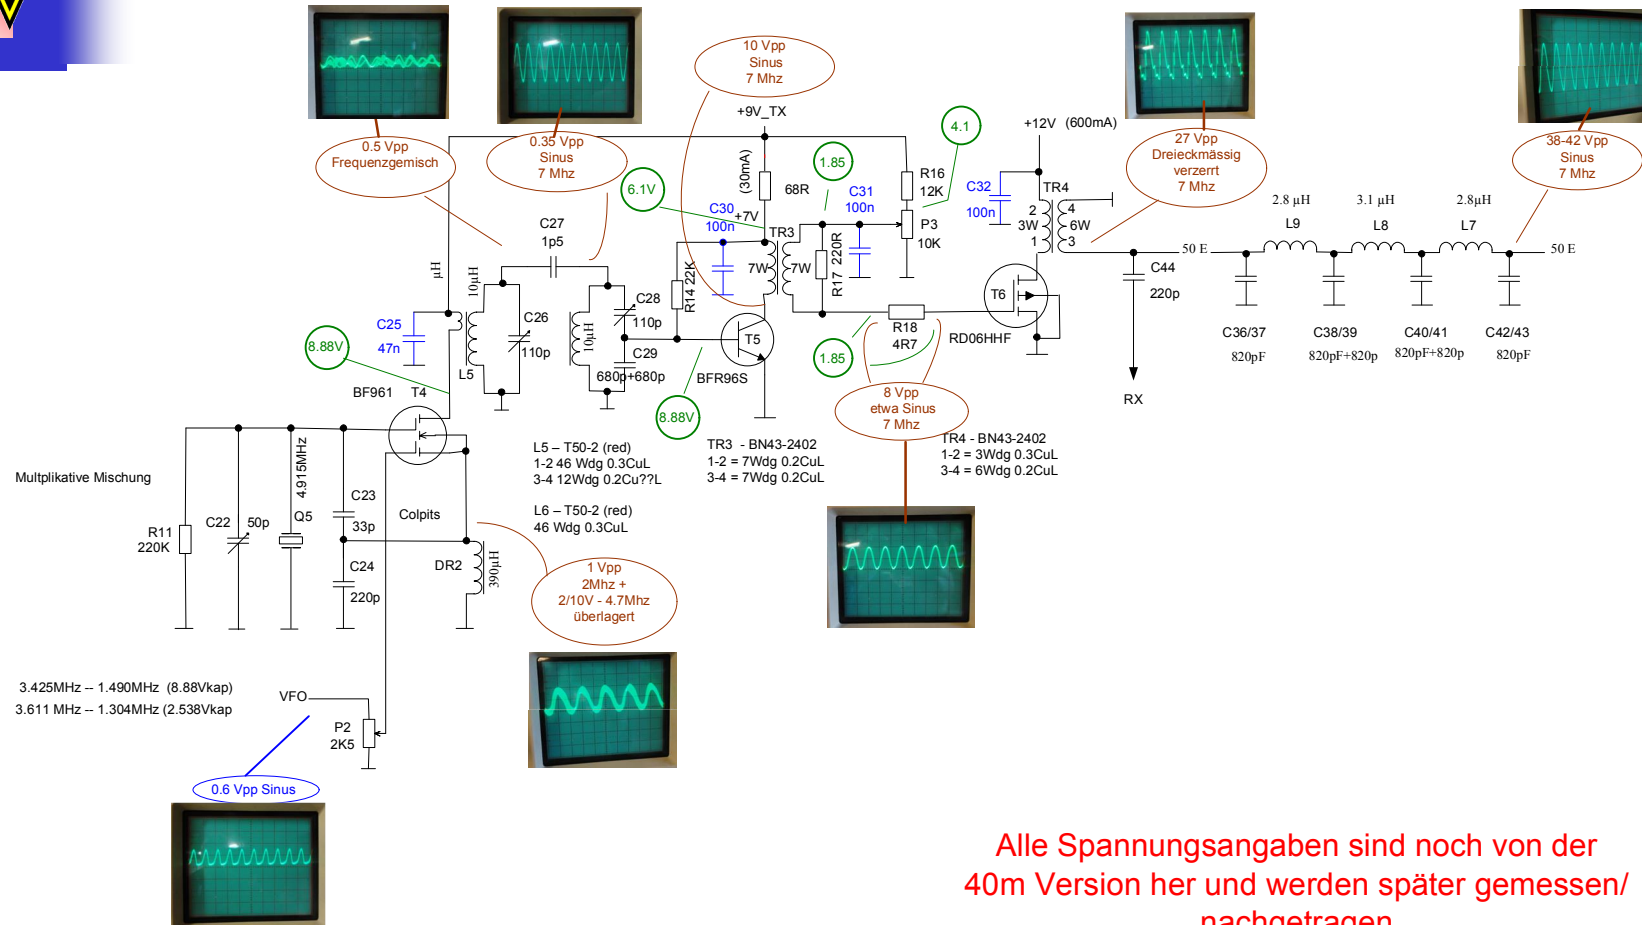 10 Vpp
Sinus
7 Mhz
0.5 Vpp
Frequenzgemisch
0.35 Vpp
Sinus
7 Mhz
+9V_TX
4.1
+12V (600mA)
27 Vpp
Dreieckmässig
verzerrt
7 Mhz
38-42 Vpp
Sinus
7 Mhz
(30mA)
68R
1.85
R16
12K
6.1V
C30
100n
+7V
C31
100n
P3
10K
C32
100n
TR4
2
3W
1
4
6W
3
2.8 µH
L9
3.1 µH
L8
2.8µH
L7
C27
1p5
TR3
7W
7W
R17 220R
50 E
50 E
µH
10µH
C44
220p
R14 22K
C28
110p
C26
110p
10µH
C25
47n
L5
8.88V
C29
680p+680p
T5
BFR96S
1.85
R18
4R7
T6
RD06HHF
C36/37
820pF
C38/39
820pF+820p
C40/41
820pF+820p
C42/43
820pF
BF961
T4
8.88V
8 Vpp
etwa Sinus
7 Mhz
RX
Multplikative Mischung
4.915MHz
L5 – T50-2 (red)
1-2 46 Wdg 0.3CuL
3-4 12Wdg 0.2Cu??L
L6 – T50-2 (red)
46 Wdg 0.3CuL
TR3 - BN43-2402
1-2 = 7Wdg 0.2CuL
3-4 = 7Wdg 0.2CuL
TR4 - BN43-2402
1-2 = 3Wdg 0.3CuL
3-4 = 6Wdg 0.2CuL
R11
220K
C22
50p
Q5
C23
33p
Colpits
C24
220p
DR2
390µH
1 Vpp
2Mhz +
2/10V - 4.7Mhz
überlagert
3.425MHz -- 1.490MHz (8.88Vkap)
3.611 MHz -- 1.304MHz (2.538Vkap
VFO
P2
2K5
0.6 Vpp Sinus
Alle Spannungsangaben sind noch von der
40m Version her und werden später gemessen/
nachgetragen